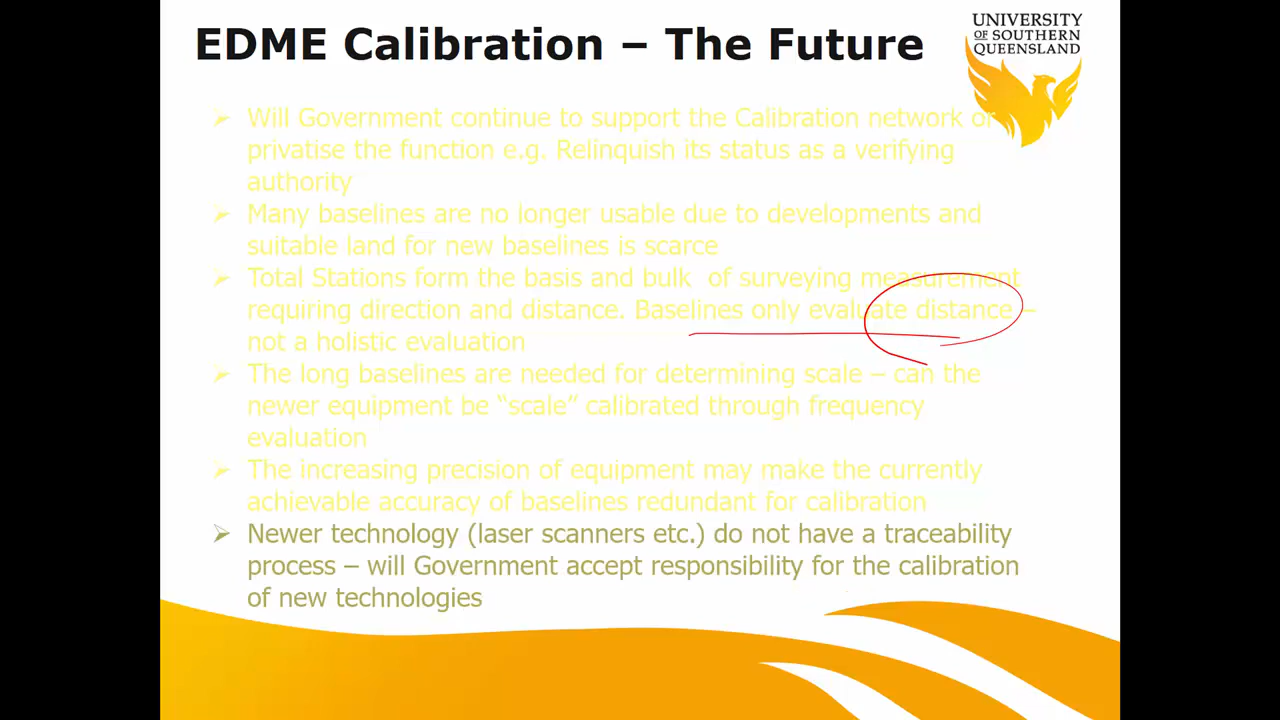 EDME Calibration – The Future
UNIVERSITY
OF SOUTHERN
QUEENSLAND
➢ Will Government continue to support the Calibration network or
privatise the function e.g. Relinquish its status as a verifying
authority
➢ Many baselines are no longer usable due to developments and
suitable land for new baselines is scarce
➢ Total Stations form the basis and bulk of surveying measurement
requiring direction and distance. Baselines only evaluate distance –
not a holistic evaluation
➢ The long baselines are needed for determining scale – can the
newer equipment be “scale” calibrated through frequency
evaluation
➢ The increasing precision of equipment may make the currently
achievable accuracy of baselines redundant for calibration
➢ Newer technology (laser scanners etc.) do not have a traceability
process – will Government accept responsibility for the calibration
of new technologies